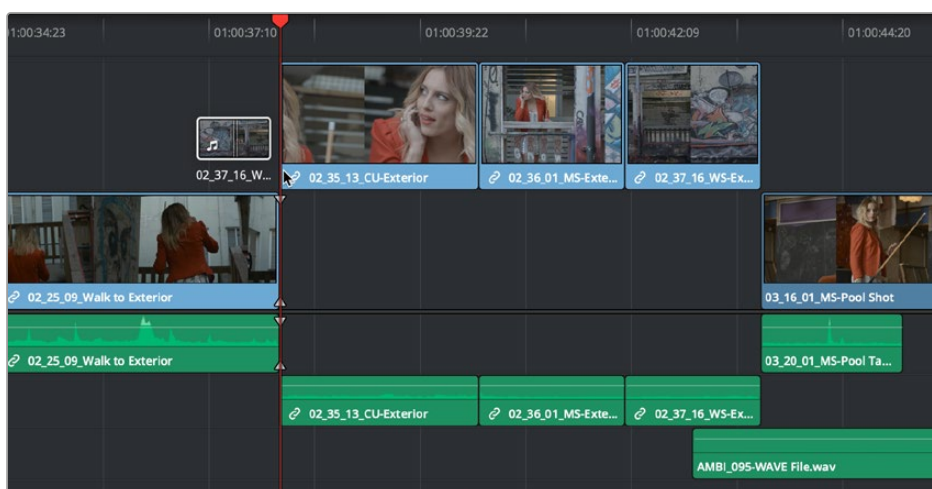 01:00:34:23
01:00:37:10
01:00:39:22
01:00:42:09
01:00:44:20
02_37_16_W...
02_35_13_CU-Exterior
02_36_01_MS-Exte...
02_37_16_WS-Ex...
02_25_09_Walk to Exterior
03_16_01_MS-Pool Shot
02_25_09_Walk to Exterior
03_20_01_MS-Pool Ta...
02_35_13_CU-Exterior
02_36_01_MS-Exte...
02_37_16_WS-Ex...
AMBI_095-WAVE File.wav